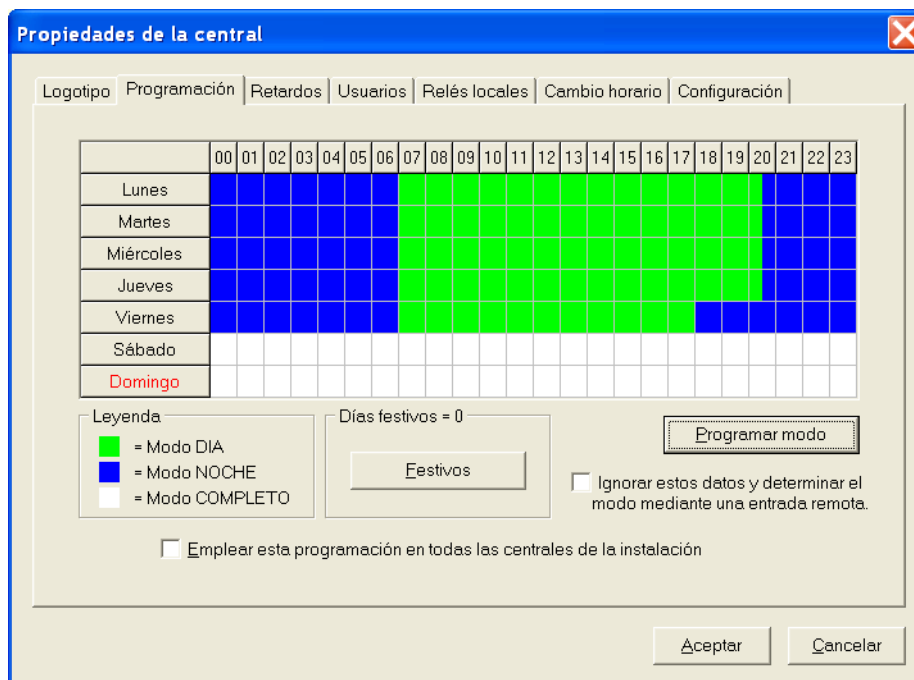 Propiedades de la central
Logotipo Programación Retardos Usuarios Relés locales Cambio horario Configuración
00 01 02 03 04 05 06 07 08 09 10 11 12 13 14 15 16 17 18 19 20 21 22 23
Lunes
Martes
Miércoles
Jueves
Viernes
Sábado
Domingo
Leyenda
= Modo DIA
= Modo NOCHE
= Modo COMPLETO
Días festivos = 0
Festivos
Programar modo
Ignorar estos datos y determinar el
modo mediante una entrada remota.
Emplear esta programación en todas las centrales de la instalación
Aceptar Cancelar